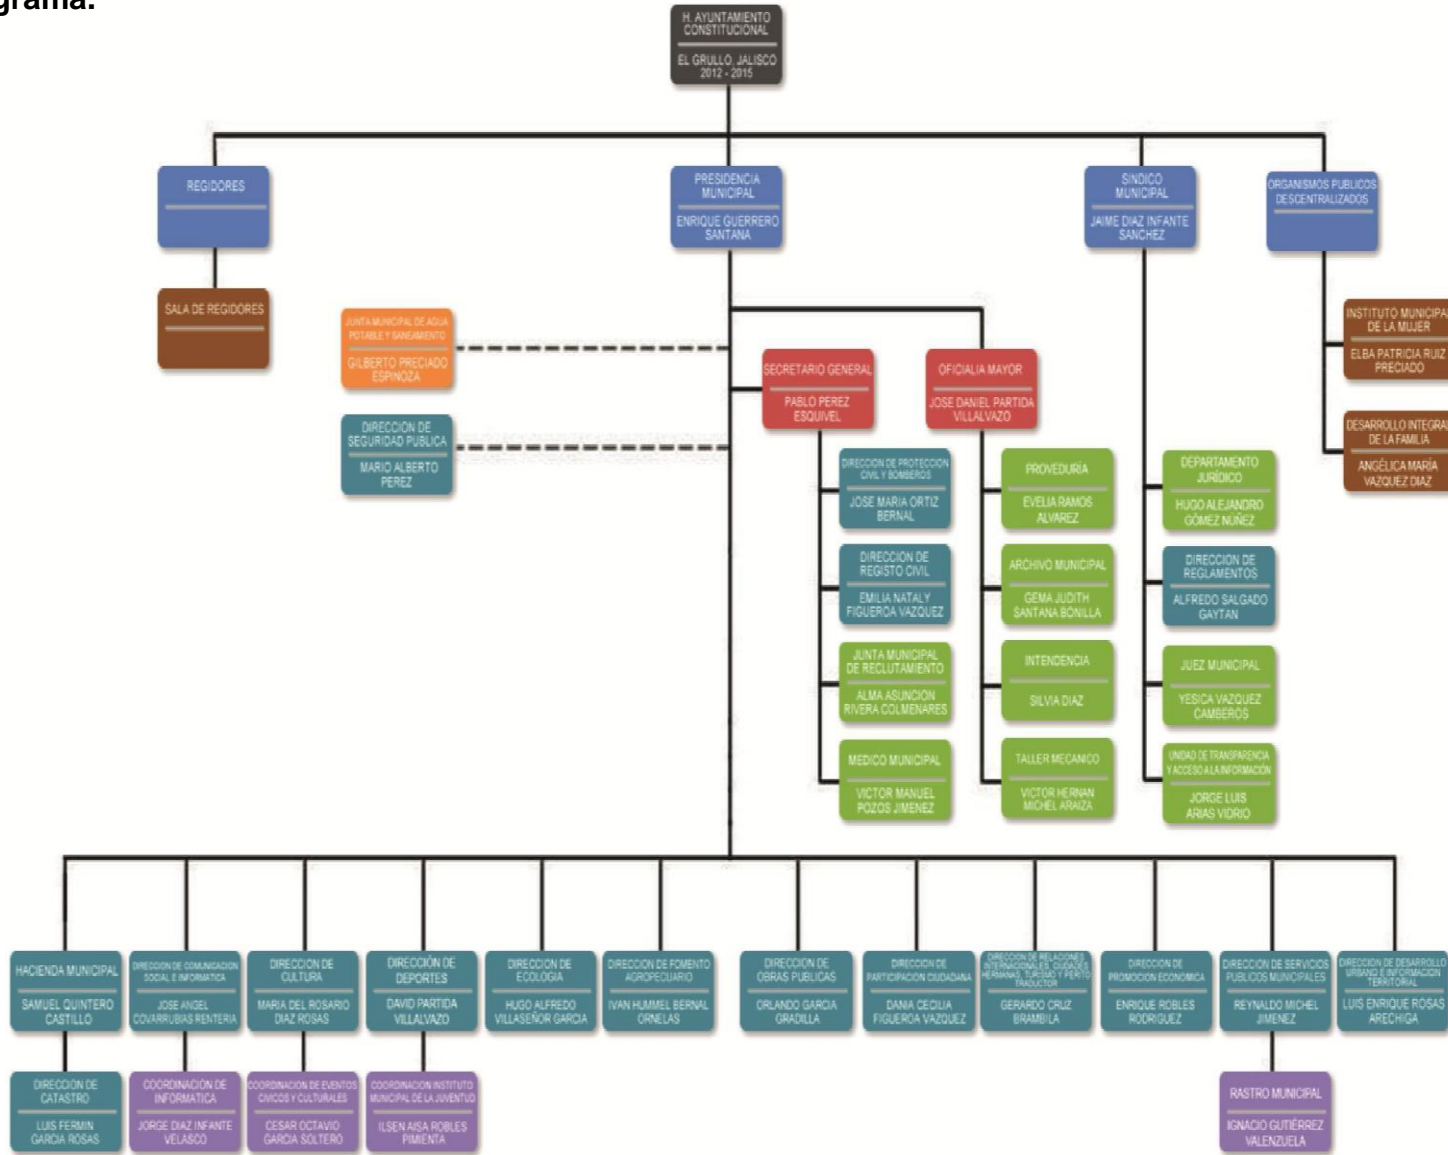 grama.
H. AYUNTAMIENTO
CONSTITUCIONAL
EL GRULLO, JALISCO
2012 - 2015
REGIDORES
PRESIDENCIA
MUNICIPAL
ENRIQUE GUERRERO
SANTANA
SINDICO
MUNICIPAL
JAIME DIAZ INFANTE
SANCHEZ
ORGANISMOS PUBLICOS
DESCENTRALIZADOS
SALA DE REGIDORES
JUNTA MUNICIPAL DE AGUA
POTABLE Y SANEAMIENTO
GILBERTO PRECIADO
ESPINOZA
DIRECCION DE
SEGURIDAD PUBLICA
MARIO ALBERTO
PEREZ
SECRETARIO GENERAL
PABLO PEREZ
ESQUIVEL
OFICIALIA MAYOR
JOSE DANIEL PARTIDA
VILLALVAZO
INSTITUTO MUNICIPAL
DE LA MUJER
ELBA PATRICIA RUIZ
PRECIADO
DESARROLLO INTEGRAL
DE LA FAMILIA
ANGÉLICA MARÍA
VAZQUEZ DIAZ
DIRECCION DE PROTECCION
CIVIL Y BOMBEROS
JOSE MARIA ORTIZ
BERNAL
DIRECCION DE
REGISTO CIVIL
EMILIA NATALY
FIGUEROA VAZQUEZ
JUNTA MUNICIPAL
DE RECLUTAMIENTO
ALMA ASUNCION
RIVERA COLMENARES
MEDICO MUNICIPAL
VICTOR MANUEL
POZOS JIMENEZ
PROVEDURÍA
EVELIA RAMOS
ALVAREZ
ARCHIVO MUNICIPAL
GEMA JUDITH
SANTANA BONILLA
INTENDENCIA
SILVIA DIAZ
TALLER MECANICO
VICTOR HERNAN
MICHEL ARAIZA
DEPARTAMENTO
JURÍDICO
HUGO ALEJANDRO
GÓMEZ NUÑEZ
DIRECCION DE
REGLAMENTOS
ALFREDO SALGADO
GAYTAN
JUEZ MUNICIPAL
YESICA VAZQUEZ
CAMBEROS
UNIDAD DE TRANSPARENCIA
Y ACCESO A LA INFORMACIÓN
JORGE LUIS
ARIAS VIDRIO
HACIENDA MUNICIPAL
SAMUEL QUINTERO
CASTILLO
DIRECCION DE COMUNICACION
SOCIAL E INFORMATICA
JOSE ANGEL
COVARRUBIAS RENTERIA
DIRECCION DE
CULTURA
MARIA DEL ROSARIO
DIAZ ROSAS
DIRECCIÓN DE
DEPORTES
DAVID PARTIDA
VILLALVAZO
DIRECCION DE
ECOLOGIA
HUGO ALFREDO
VILLASEÑOR GARCIA
DIRECCION DE FOMENTO
AGROPECUARIO
IVAN HUMMEL BERNAL
ORNELAS
DIRECCION DE
OBRAS PUBLICAS
ORLANDO GARCIA
GRADILLA
DIRECCION DE
PARTICIPACION CIUDADANA
DANIA CECILIA
FIGUEROA VAZQUEZ
DIRECCION DE RELACIONES
INTERNACIONALES, CIUDADES
HERMANAS, TURISMO Y PERITO
TRADUCTOR
GERARDO CRUZ
BRAMBILA
DIRECCION DE
PROMOCION ECONOMICA
ENRIQUE ROBLES
RODRIGUEZ
DIRECCION DE SERVICIOS
PUBLICOS MUNICIPALES
REYNALDO MICHEL
JIMENEZ
DIRECCION DE DESARROLLO
URBANO E INFORMACION
TERRITORIAL
LUIS ENRIQUE ROSAS
ARECHIGA
DIRECCION DE
CATASTRO
LUIS FERMIN
GARCIA ROSAS
COORDINACION DE
INFORMATICA
JORGE DIAZ INFANTE
VELASCO
COORDINACION DE EVENTOS
CIVICOS Y CULTURALES
CESAR OCTAVIO
GARCIA SOLTERO
COORDINACION INSTITUTO
MUNICIPAL DE LA JUVENTUD
ILSEN AISA ROBLES
PIMIENTA
RASTRO MUNICIPAL
IGNACIO GUTIÉRREZ
VALENZUELA